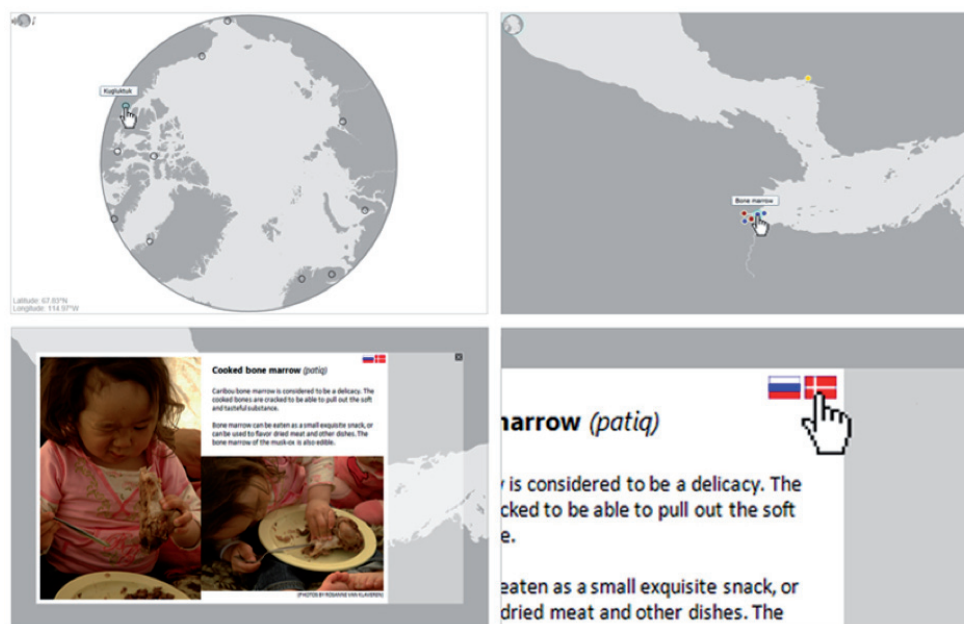 Kugluktuk
Latitude: 67.83°N
Longitude: 114.97°W
Bone marrow
Cooked bone marrow (patiq)
Caribou bone marrow is considered to be a delicacy. The
cooked bones are cracked to be able to pull out the soft
and tasteful substance.
Bone marrow can be eaten as a small exquisite snack, or
can be used to flavor dried meat and other dishes. The
bone marrow of the musk-ox is also edible.
(PHOTOS BY ROSANNE VAN KLAVEREN)
narrow (patiq)
is considered to be a delicacy. The
cked to be able to pull out the soft
e.
eaten as a small exquisite snack, or
dried meat and other dishes. The